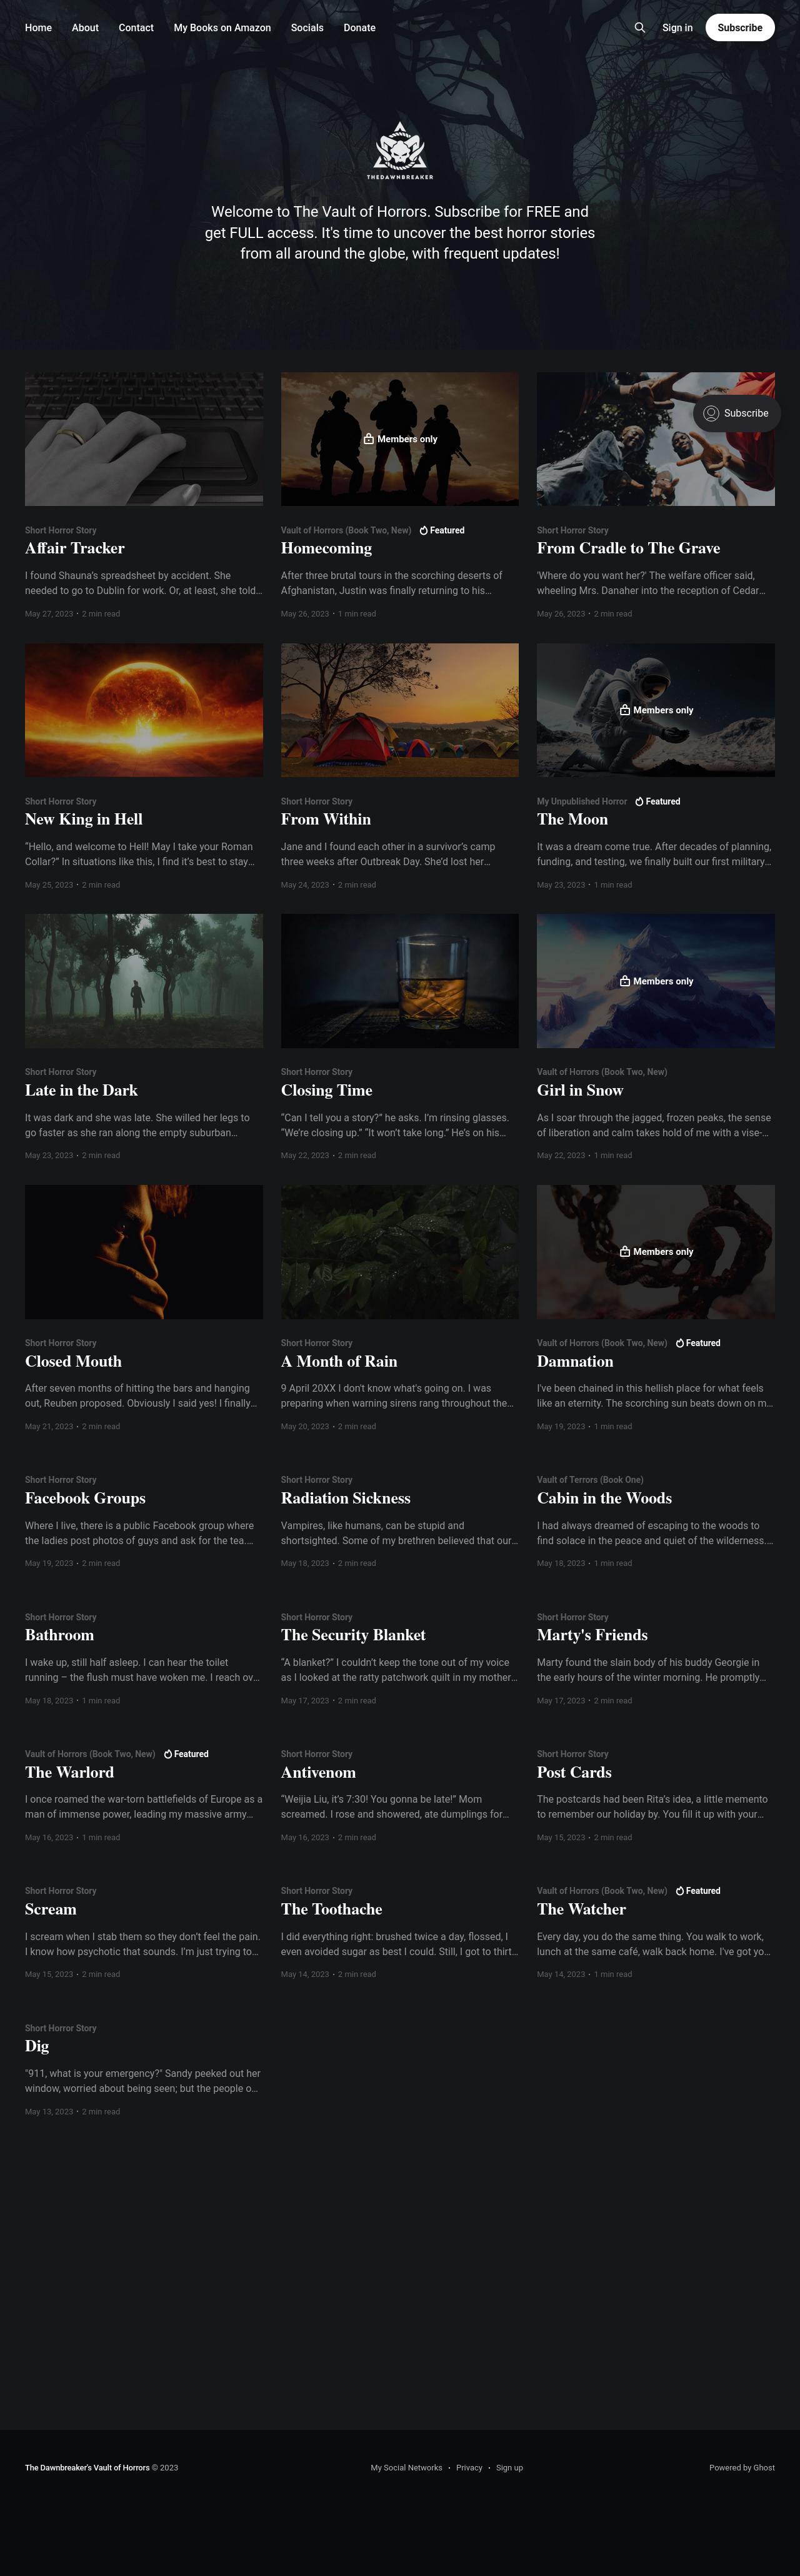 Home About Contact My Books on Amazon Socials Donate Sign in Subscribe
THEDAWNBREAKER
Welcome to The Vault of Horrors. Subscribe for FREE and
get FULL access. It's time to uncover the best horror stories
from all around the globe, with frequent updates!
Subscribe
Short Horror Story
Affair Tracker
I found Shauna’s spreadsheet by accident. She
needed to go to Dublin for work. Or, at least, she told…
May 27, 2023 • 2 min read
Members only
Vault of Horrors (Book Two, New) Featured
Homecoming
After three brutal tours in the scorching deserts of
Afghanistan, Justin was finally returning to his…
May 26, 2023 • 1 min read
Short Horror Story
From Cradle to The Grave
'Where do you want her?' The welfare officer said,
wheeling Mrs. Danaher into the reception of Cedar…
May 26, 2023 • 2 min read
Short Horror Story
New King in Hell
“Hello, and welcome to Hell! May I take your Roman
Collar?” In situations like this, I find it’s best to stay…
May 25, 2023 • 2 min read
Short Horror Story
From Within
Jane and I found each other in a survivor’s camp
three weeks after Outbreak Day. She’d lost her…
May 24, 2023 • 2 min read
Members only
My Unpublished Horror Featured
The Moon
It was a dream come true. After decades of planning,
funding, and testing, we finally built our first military…
May 23, 2023 • 1 min read
Short Horror Story
Late in the Dark
It was dark and she was late. She willed her legs to
go faster as she ran along the empty suburban…
May 23, 2023 • 2 min read
Short Horror Story
Closing Time
“Can I tell you a story?” he asks. I’m rinsing glasses.
“We’re closing up.” “It won’t take long.” He’s on his…
May 22, 2023 • 2 min read
Members only
Vault of Horrors (Book Two, New)
Girl in Snow
As I soar through the jagged, frozen peaks, the sense
of liberation and calm takes hold of me with a vise-…
May 22, 2023 • 1 min read
Short Horror Story
Closed Mouth
After seven months of hitting the bars and hanging
out, Reuben proposed. Obviously I said yes! I finally…
May 21, 2023 • 2 min read
Short Horror Story
A Month of Rain
9 April 20XX I don't know what's going on. I was
preparing when warning sirens rang throughout the…
May 20, 2023 • 2 min read
Members only
Vault of Horrors (Book Two, New) Featured
Damnation
I've been chained in this hellish place for what feels
like an eternity. The scorching sun beats down on m…
May 19, 2023 • 1 min read
Short Horror Story
Facebook Groups
Where I live, there is a public Facebook group where
the ladies post photos of guys and ask for the tea.…
May 19, 2023 • 2 min read
Short Horror Story
Radiation Sickness
Vampires, like humans, can be stupid and
shortsighted. Some of my brethren believed that our…
May 18, 2023 • 2 min read
Vault of Terrors (Book One)
Cabin in the Woods
I had always dreamed of escaping to the woods to
find solace in the peace and quiet of the wilderness.…
May 18, 2023 • 1 min read
Short Horror Story
Bathroom
I wake up, still half asleep. I can hear the toilet
running – the flush must have woken me. I reach ov…
May 18, 2023 • 1 min read
Short Horror Story
The Security Blanket
“A blanket?” I couldn’t keep the tone out of my voice
as I looked at the ratty patchwork quilt in my mother…
May 17, 2023 • 2 min read
Short Horror Story
Marty's Friends
Marty found the slain body of his buddy Georgie in
the early hours of the winter morning. He promptly…
May 17, 2023 • 2 min read
Vault of Horrors (Book Two, New) Featured
The Warlord
I once roamed the war-torn battlefields of Europe as a
man of immense power, leading my massive army…
May 16, 2023 • 1 min read
Short Horror Story
Antivenom
“Weijia Liu, it’s 7:30! You gonna be late!” Mom
screamed. I rose and showered, ate dumplings for…
May 16, 2023 • 2 min read
Short Horror Story
Post Cards
The postcards had been Rita’s idea, a little memento
to remember our holiday by. You fill it up with your…
May 15, 2023 • 2 min read
Short Horror Story
Scream
I scream when I stab them so they don’t feel the pain.
I know how psychotic that sounds. I’m just trying to…
May 15, 2023 • 2 min read
Short Horror Story
The Toothache
I did everything right: brushed twice a day, flossed, I
even avoided sugar as best I could. Still, I got to thirt…
May 14, 2023 • 2 min read
Vault of Horrors (Book Two, New) Featured
The Watcher
Every day, you do the same thing. You walk to work,
lunch at the same café, walk back home. I've got yo…
May 14, 2023 • 1 min read
Short Horror Story
Dig
"911, what is your emergency?" Sandy peeked out her
window, worried about being seen; but the people o…
May 13, 2023 • 2 min read
The Dawnbreaker's Vault of Horrors © 2023 My Social Networks • Privacy • Sign up Powered by Ghost